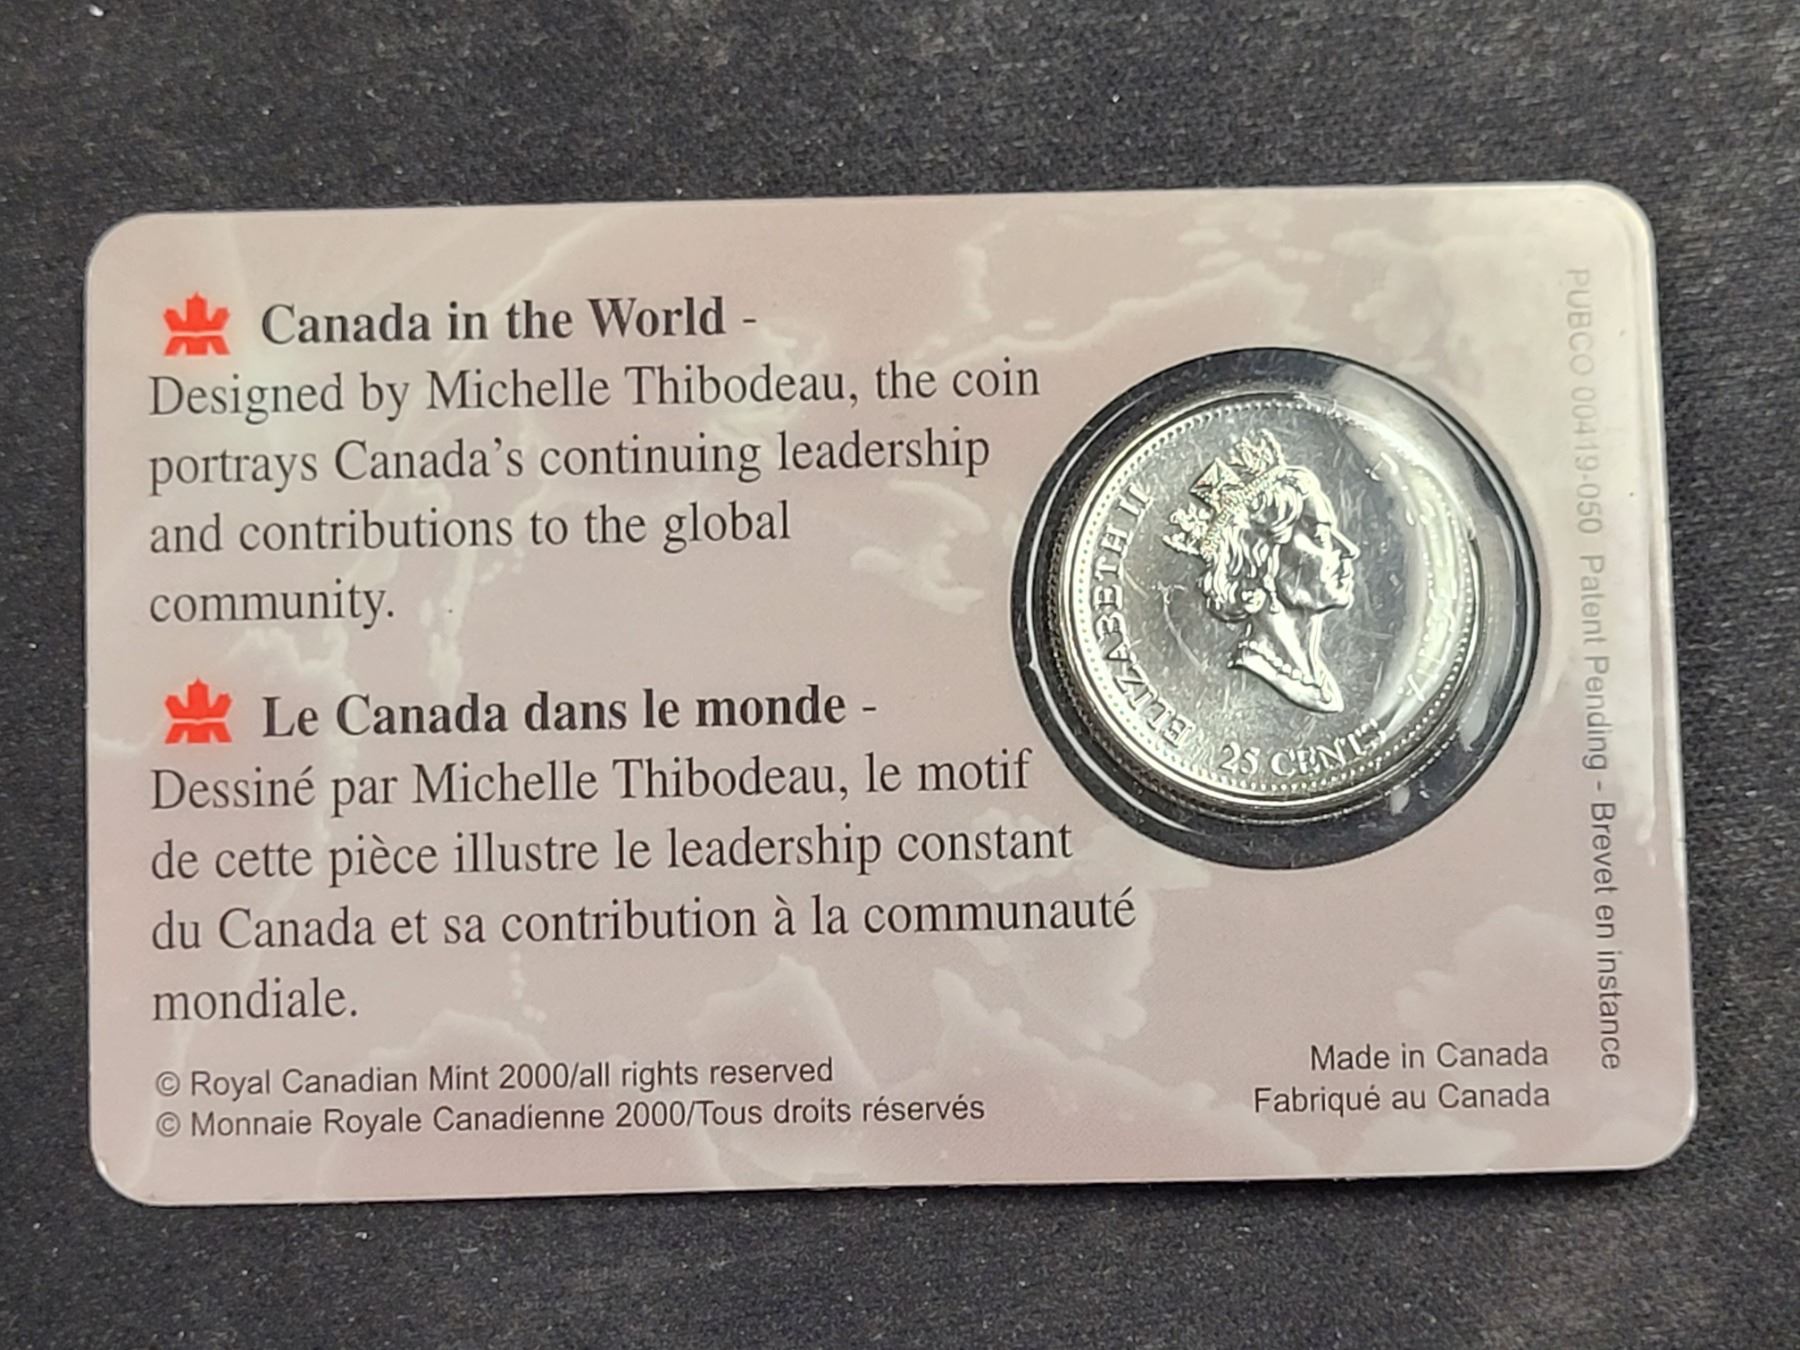 Canada in the World -
Designed by Michelle Thibodeau, the coin
portrays Canada's continuing leadership
and contributions to the global
community.
Le Canada dans le monde -
Dessiné par Michelle Thibodeau, le motif
de cette pièce illustre le leadership constant
du Canada et sa contribution à la communauté
mondiale.
© Royal Canadian Mint 2000/all rights reserved
© Monnaie Royale Canadienne 2000/Tous droits réservés
ELIZABETH II
25 CENTS
Made in Canada
Fabriqué au Canada
PUBCO 00419-050 Patent Pending - Brevet en instance